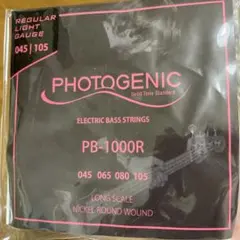 REGULAR
LIGHT
GAUGE
045 | 105
PHOTOGENIC
ELECTRIC BASS STRINGS
PB-1000R
045 065 080 105
LONG SCALE
NICKEL ROUND WOUND